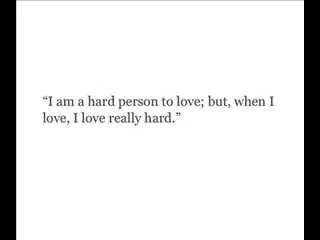 “I am a hard person to love; but, when I
love, I love really hard.”